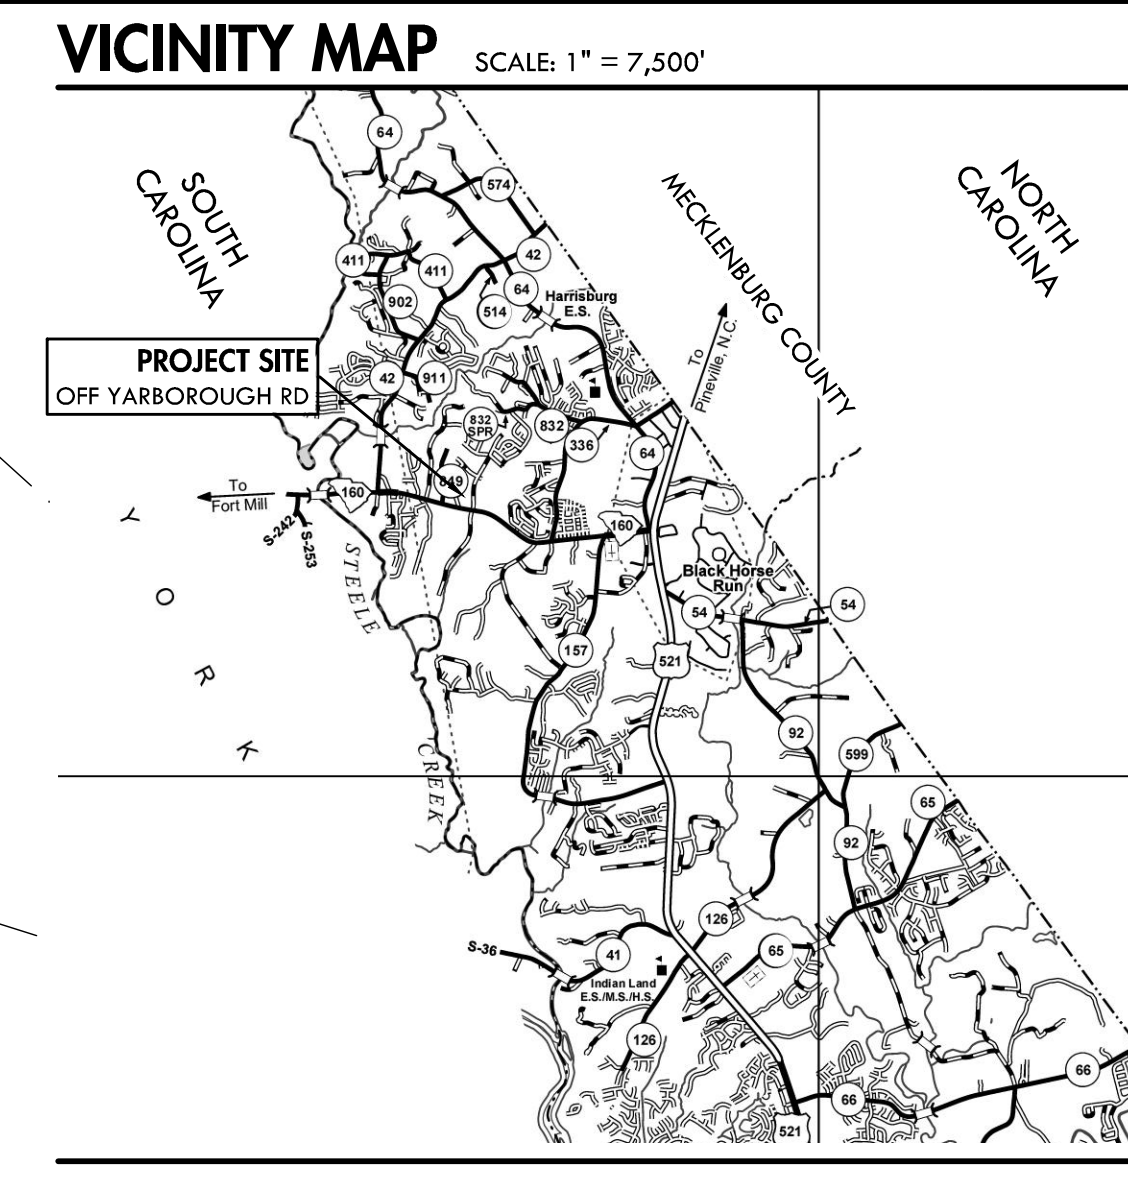 VICINITY MAP SCALE: 1" = 7,500'
64
SOUTH
CAROLINA
574
MECKLENBURG COUNTY
NORTH
CAROLINA
411
411
42
902
64
514
Harrisburg
E.S.
To
Pineville, N.C.
PROJECT SITE
OFF YARBOROUGH RD
42
911
832
SPR
832
336
64
849
To
Fort Mill
160
S-242
S-253
160
Black Horse
Run
54
54
STEELE
CREEK
YORK
157
521
92
599
65
92
126
65
S-36
41
Indian Land
E.S./M.S./H.S.
126
66
66
521